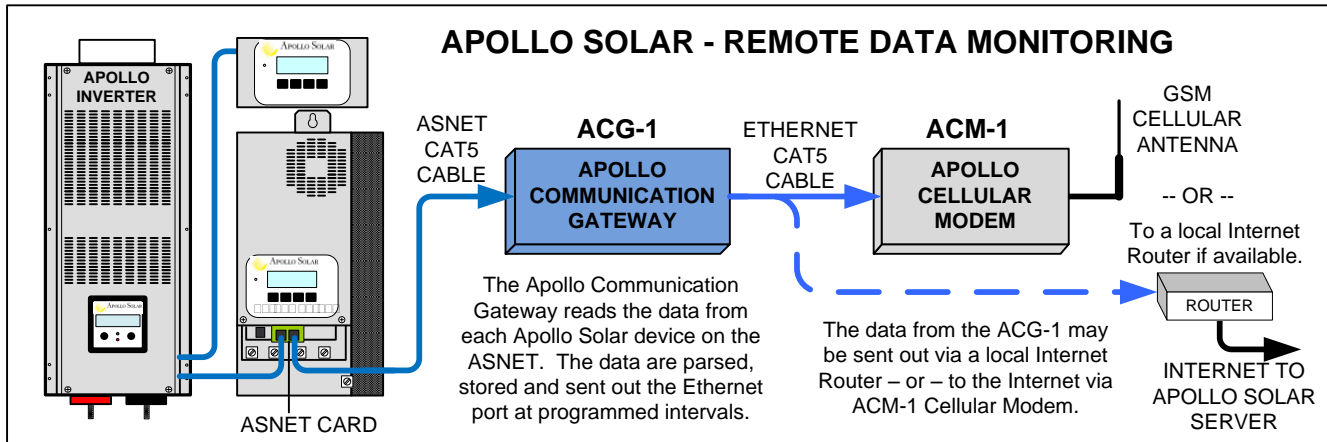 APOLLO SOLAR - REMOTE DATA MONITORING
APOLLO
INVERTER
APOLLO SOLAR
APOLLO SOLAR
APOLLO SOLAR
ASNET CARD
ASNET
CAT5
CABLE
ACG-1
APOLLO
COMMUNICATION
GATEWAY
The Apollo Communication
Gateway reads the data from
each Apollo Solar device on the
ASNET. The data are parsed,
stored and sent out the Ethernet
port at programmed intervals.
ETHERNET
CAT5
CABLE
ACM-1
APOLLO
CELLULAR
MODEM
The data from the ACG-1 may
be sent out via a local Internet
Router – or – to the Internet via
ACM-1 Cellular Modem.
GSM
CELLULAR
ANTENNA
-- OR --
To a local Internet
Router if available.
ROUTER
INTERNET TO
APOLLO SOLAR
SERVER